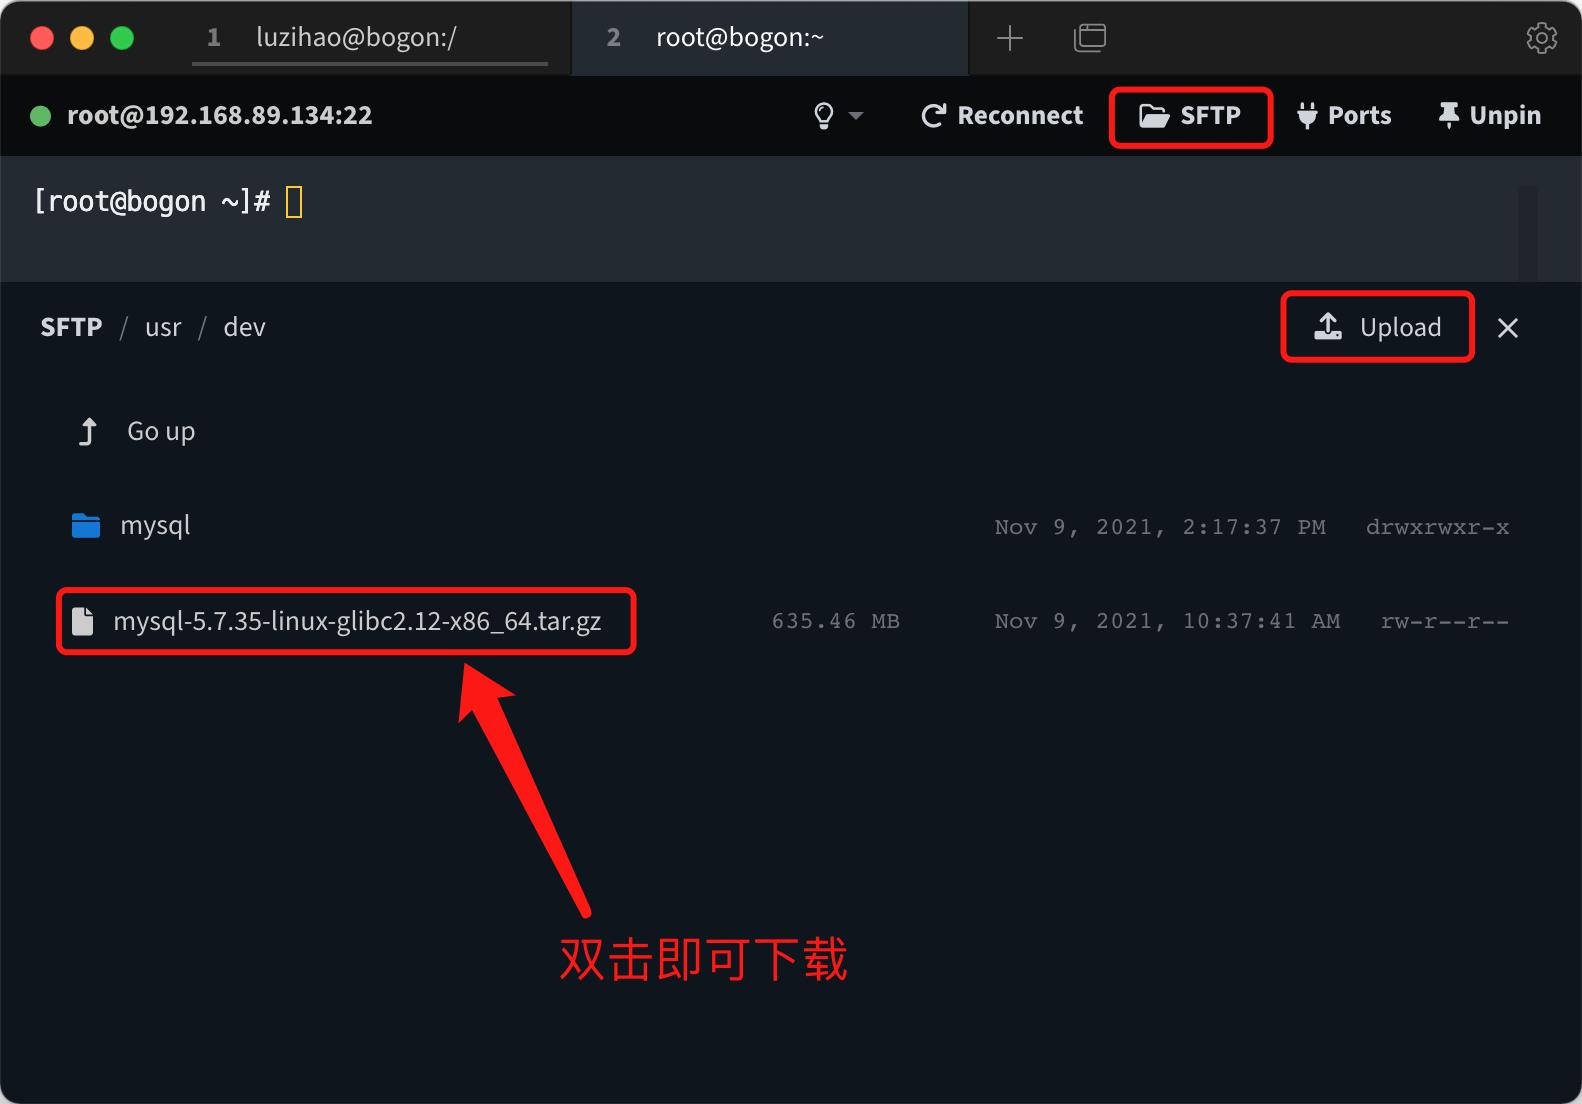 1 luzihao@bogon:/ 2 root@bogon:~
root@192.168.89.134:22 Reconnect SFTP Ports Unpin
[root@bogon ~]#
SFTP / usr / dev Upload
Go up
mysql Nov 9, 2021, 2:17:37 PM drwxrwxr-x
mysql-5.7.35-linux-glibc2.12-x86_64.tar.gz 635.46 MB Nov 9, 2021, 10:37:41 AM rw-r--r--
双击即可下载